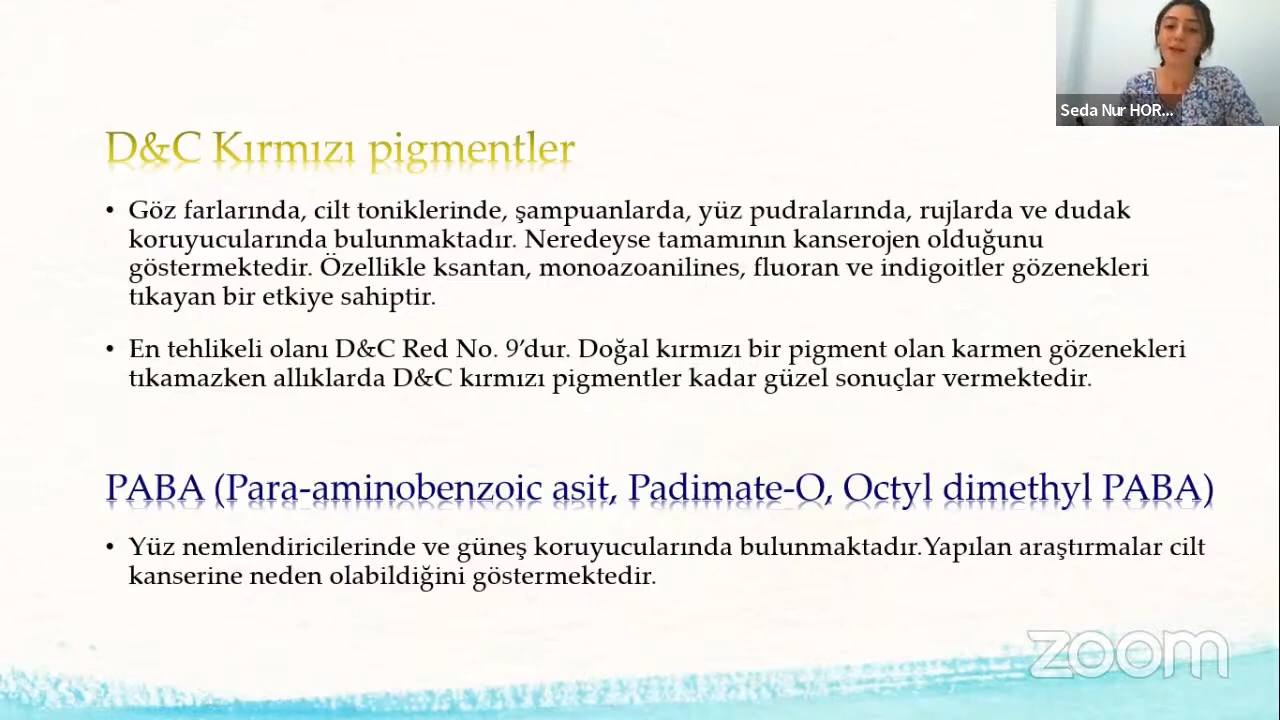 Seda Nur HOR...
D&C Kırmızı pigmentler
• Göz farlarında, cilt toniklerinde, şampuanlarda, yüz pudralarında, rujlarda ve dudak
koruyucularında bulunmaktadır. Neredeyse tamamının kanserojen olduğunu
göstermektedir. Özellikle ksantan, monoazoanilines, fluoran ve indigoitler gözenekleri
tıkayan bir etkiye sahiptir.
• En tehlikeli olanı D&C Red No. 9’dur. Doğal kırmızı bir pigment olan karmen gözenekleri
tıkamazken allıklarda D&C kırmızı pigmentler kadar güzel sonuçlar vermektedir.
PABA (Para-aminobenzoic asit, Padimate-O, Octyl dimethyl PABA)
• Yüz nemlendiricilerinde ve güneş koruyucularında bulunmaktadır.Yapılan araştırmalar cilt
kanserine neden olabildiğini göstermektedir.
zoom